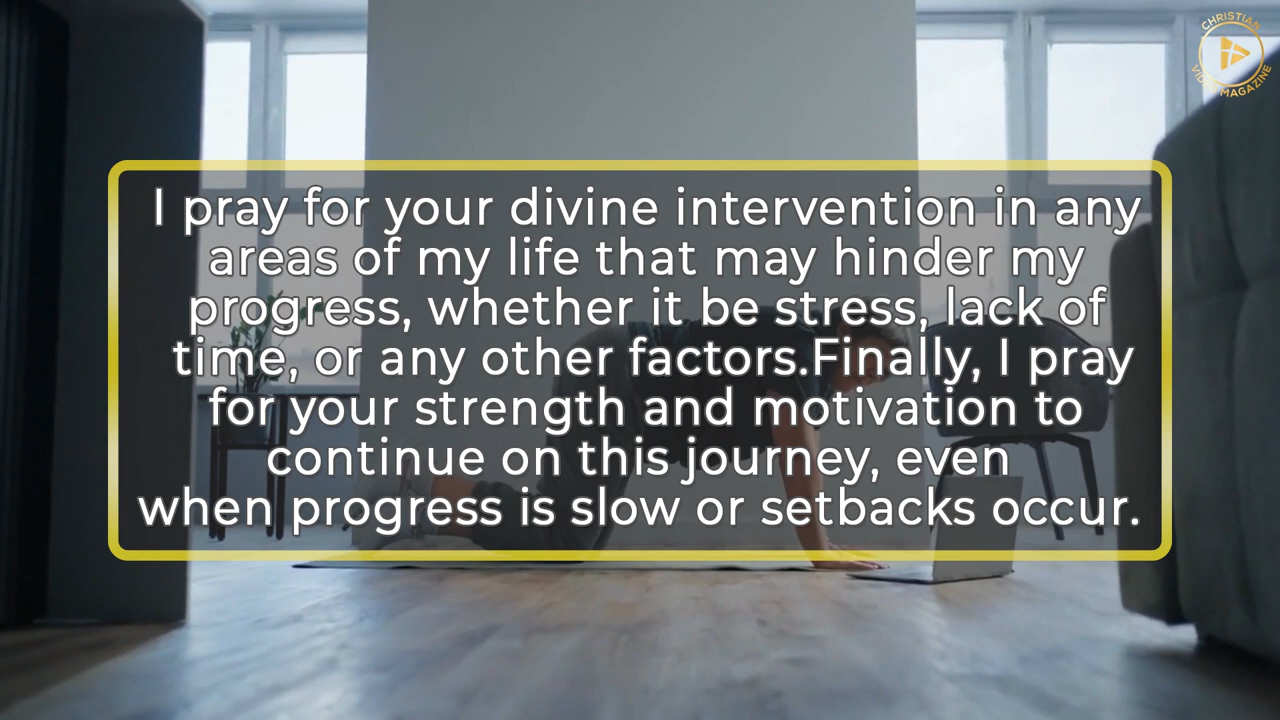 CHRISTIAN
VIDEO MAGAZINE
I pray for your divine intervention in any
areas of my life that may hinder my
progress, whether it be stress, lack of
time, or any other factors.Finally, I pray
for your strength and motivation to
continue on this journey, even
when progress is slow or setbacks occur.